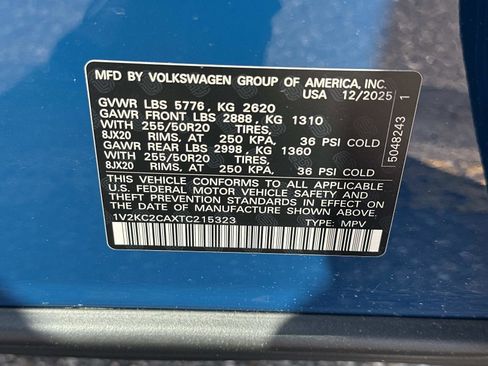 MFD BY VOLKSWAGEN GROUP OF AMERICA, INC.
USA 12/2025
GVWR LBS 5776, KG 2620
GAWR FRONT LBS 2888, KG 1310
WITH 255/50R20 TIRES,
8JX20 RIMS, AT 250 KPA, 36 PSI COLD
GAWR REAR LBS 2998, KG 1360
WITH 255/50R20 TIRES,
8JX20 RIMS, AT 250 KPA, 36 PSI COLD
THIS VEHICLE CONFORMS TO ALL APPLICABLE
U.S. FEDERAL MOTOR VEHICLE SAFETY AND
THEFT PREVENTION STANDARDS IN EFFECT ON
THE DATE OF MANUFACTURE SHOWN ABOVE.
1V2KC2CAXTC215323 TYPE: MPV
5048243 1